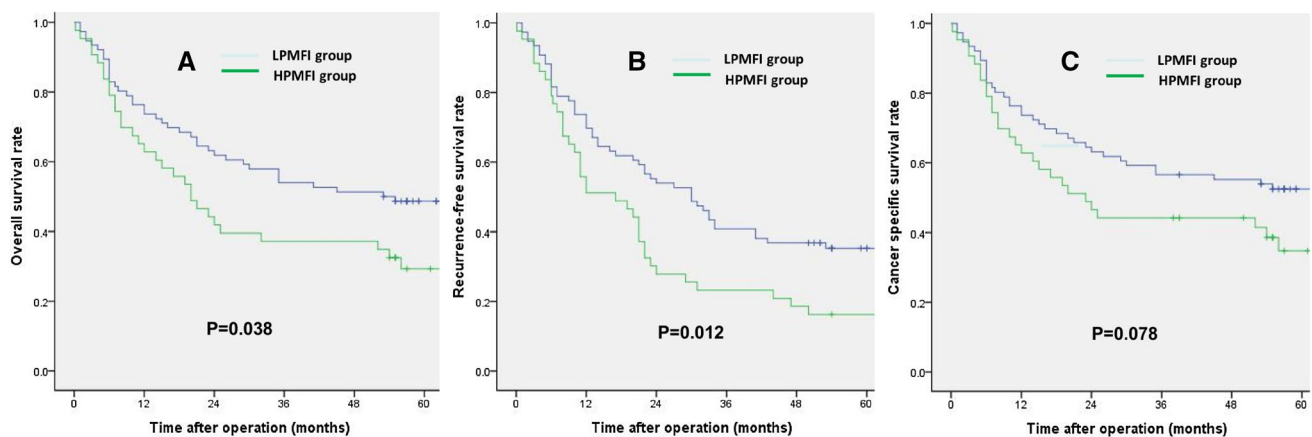 A
LPMFI group
HPMFI group
P=0.038
Overall survival rate
1.0
0.8
0.6
0.4
0.2
0.0
0 12 24 36 48 60
Time after operation (months)
B
LPMFI group
HPMFI group
P=0.012
Recurrence-free survival rate
1.0
0.8
0.6
0.4
0.2
0.0
0 12 24 36 48 60
Time after operation (months)
C
LPMFI group
HPMFI group
P=0.078
Cancer specific survival rate
1.0
0.8
0.6
0.4
0.2
0.0
0 12 24 36 48 60
Time after operation (months)